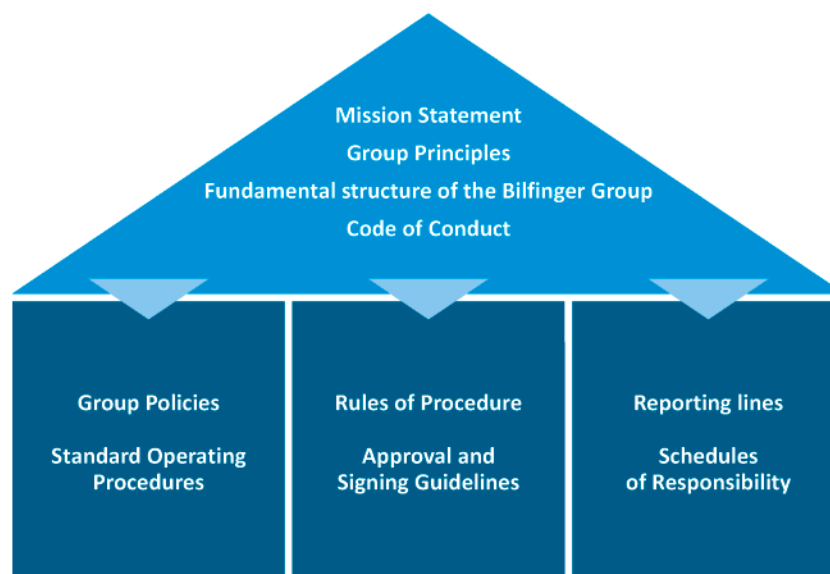 Mission Statement
Group Principles
Fundamental structure of the Bilfinger Group
Code of Conduct
Group Policies
Standard Operating
Procedures
Rules of Procedure
Approval and
Signing Guidelines
Reporting lines
Schedules
of Responsibility